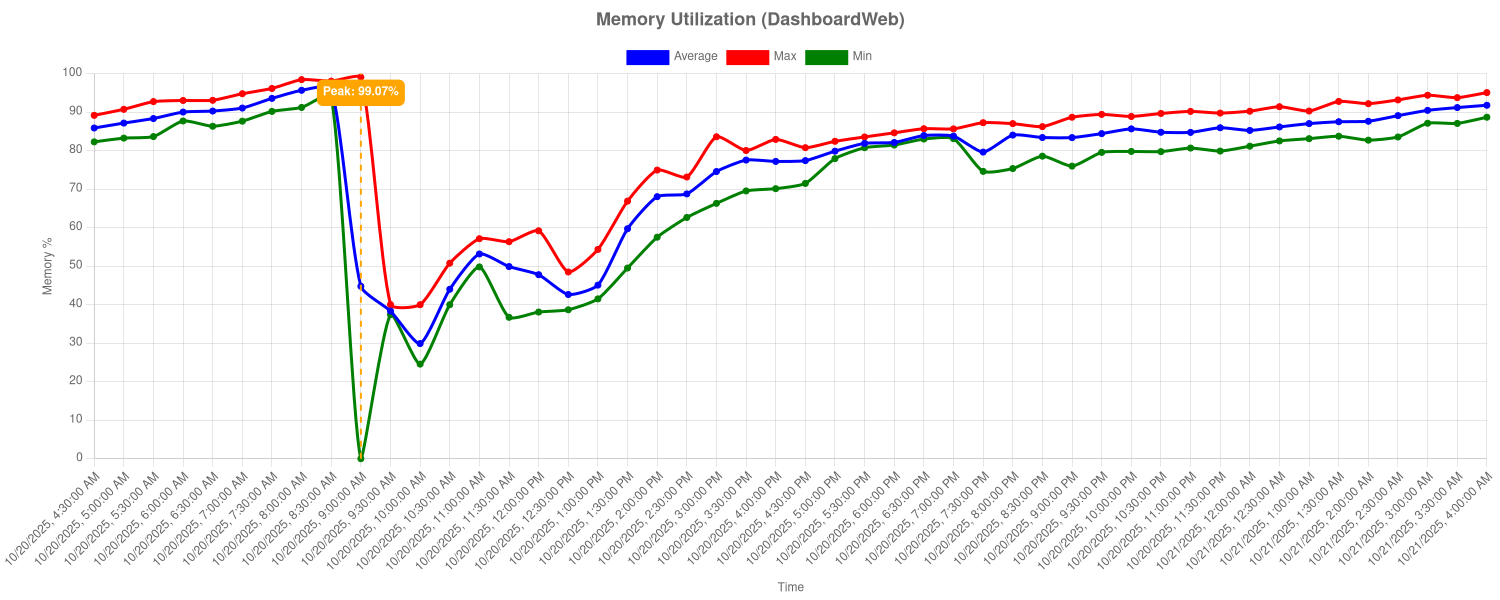 Memory Utilization (DashboardWeb)
Average Max Min
Peak: 99.07%
Memory %
100
90
80
70
60
50
40
30
20
10
0
10/20/2025, 4:30:00 AM
10/20/2025, 5:00:00 AM
10/20/2025, 5:30:00 AM
10/20/2025, 6:00:00 AM
10/20/2025, 6:30:00 AM
10/20/2025, 7:00:00 AM
10/20/2025, 7:30:00 AM
10/20/2025, 8:00:00 AM
10/20/2025, 8:30:00 AM
10/20/2025, 9:00:00 AM
10/20/2025, 9:30:00 AM
10/20/2025, 10:00:00 AM
10/20/2025, 10:30:00 AM
10/20/2025, 11:00:00 AM
10/20/2025, 11:30:00 AM
10/20/2025, 12:00:00 PM
10/20/2025, 12:30:00 PM
10/20/2025, 1:00:00 PM
10/20/2025, 1:30:00 PM
10/20/2025, 2:00:00 PM
10/20/2025, 2:30:00 PM
10/20/2025, 3:00:00 PM
10/20/2025, 3:30:00 PM
10/20/2025, 4:00:00 PM
10/20/2025, 4:30:00 PM
10/20/2025, 5:00:00 PM
10/20/2025, 5:30:00 PM
10/20/2025, 6:00:00 PM
10/20/2025, 6:30:00 PM
10/20/2025, 7:00:00 PM
10/20/2025, 7:30:00 PM
10/20/2025, 8:00:00 PM
10/20/2025, 8:30:00 PM
10/20/2025, 9:00:00 PM
10/20/2025, 9:30:00 PM
10/20/2025, 10:00:00 PM
10/20/2025, 10:30:00 PM
10/20/2025, 11:00:00 PM
10/20/2025, 11:30:00 PM
10/21/2025, 12:00:00 AM
10/21/2025, 12:30:00 AM
10/21/2025, 1:00:00 AM
10/21/2025, 1:30:00 AM
10/21/2025, 2:00:00 AM
10/21/2025, 2:30:00 AM
10/21/2025, 3:00:00 AM
10/21/2025, 3:30:00 AM
10/21/2025, 4:00:00 AM
Time